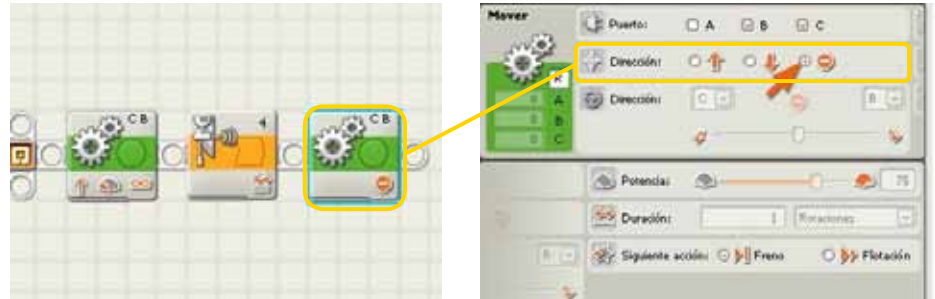 C B
C B
Mover
Puerto: A B C
Dirección:
R
A
B
C
Dirección: C B
Potencia: 75
Duración: 1 Rotaciones
Siguiente acción: Freno Flotación